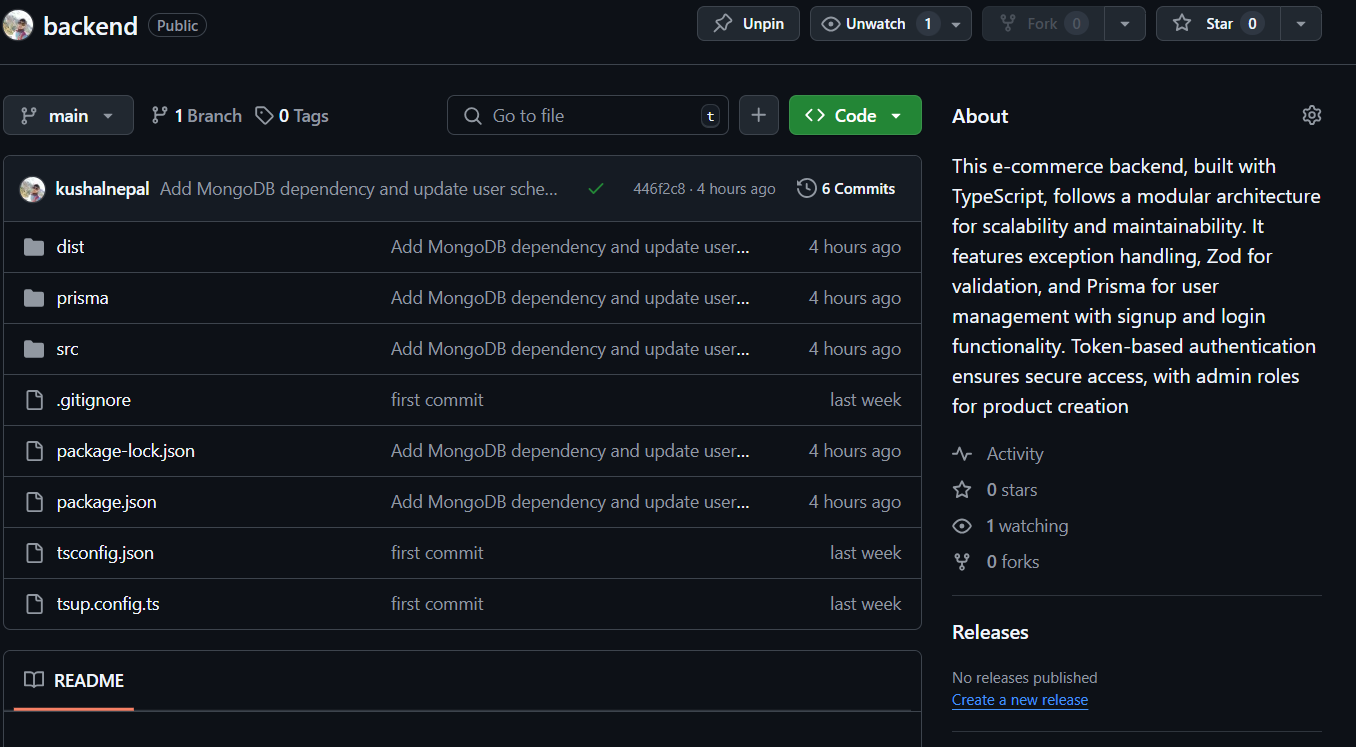 backend Public Unpin Unwatch 1 Fork 0 Star 0
main 1 Branch 0 Tags Go to file t Code
kushalnepal Add MongoDB dependency and update user sche... 446f2c8 · 4 hours ago 6 Commits
dist Add MongoDB dependency and update user... 4 hours ago
prisma Add MongoDB dependency and update user... 4 hours ago
src Add MongoDB dependency and update user... 4 hours ago
.gitignore first commit last week
package-lock.json Add MongoDB dependency and update user... 4 hours ago
package.json Add MongoDB dependency and update user... 4 hours ago
tsconfig.json first commit last week
tsup.config.ts first commit last week
README
About
This e-commerce backend, built with
TypeScript, follows a modular architecture
for scalability and maintainability. It
features exception handling, Zod for
validation, and Prisma for user
management with signup and login
functionality. Token-based authentication
ensures secure access, with admin roles
for product creation
Activity
0 stars
1 watching
0 forks
Releases
No releases published
Create a new release